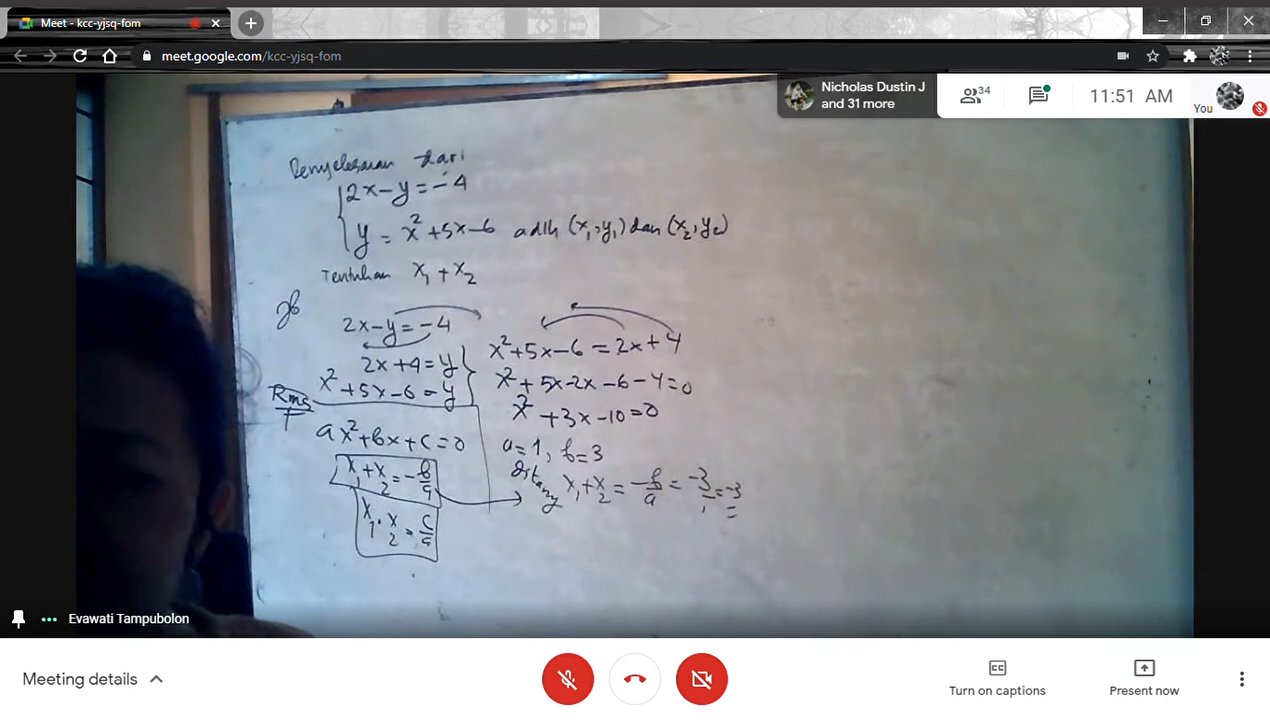 Meet - kcc-yjsq-fom
meet.google.com/kcc-yjsq-fom
Nicholas Dustin J
and 31 more
34
11:51 AM
You
Penyelesaian dari
2x-y = -4
y = x²+5x-6 adlh (x₁,y₁) dan (x₂,y₂)
Tentukan x₁ + x₂
Jb
2x-y = -4
2x+4 = y
x²+5x-6 = y
Rms
ax²+bx+c=0
x₁+x₂ = -b/a
x₁.x₂ = c/a
x²+5x-6 = 2x+4
x²+5x-2x-6-4=0
x²+3x-10=0
a=1, b=3
x₁+x₂ = -b/a = -3/1 = -3
Evawati Tampubolon
Meeting details
Turn on captions
Present now